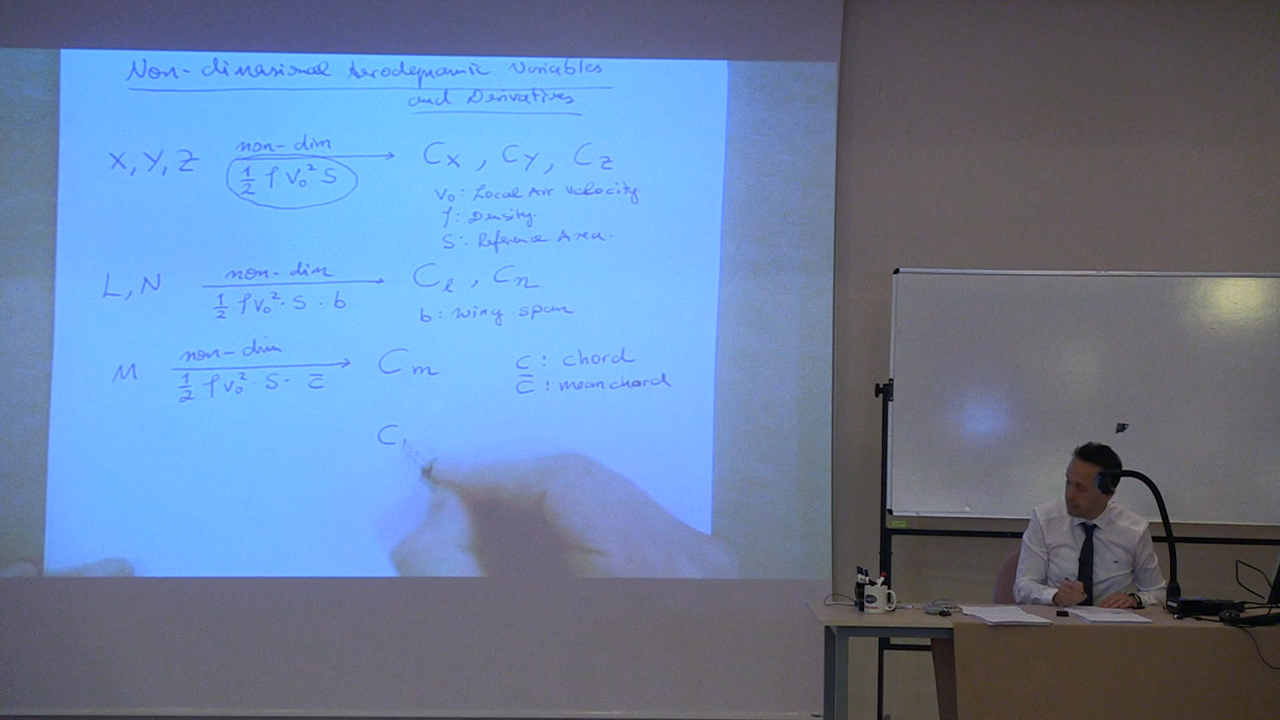 Non-dimasional Aerodynamic Variables
and Derivatives
X, Y, Z non-dim 1/2 ρ V₀² S → Cx, Cy, Cz
V₀: Local Air Velocity
ρ: Density.
S: Reference Area.
L, N non-dim 1/2 ρ V₀² · S · b → Cℓ, Cn
b: wing span
M non-dim 1/2 ρ V₀² · S · c̄ → Cm
c: chord
c̄: mean chord
C